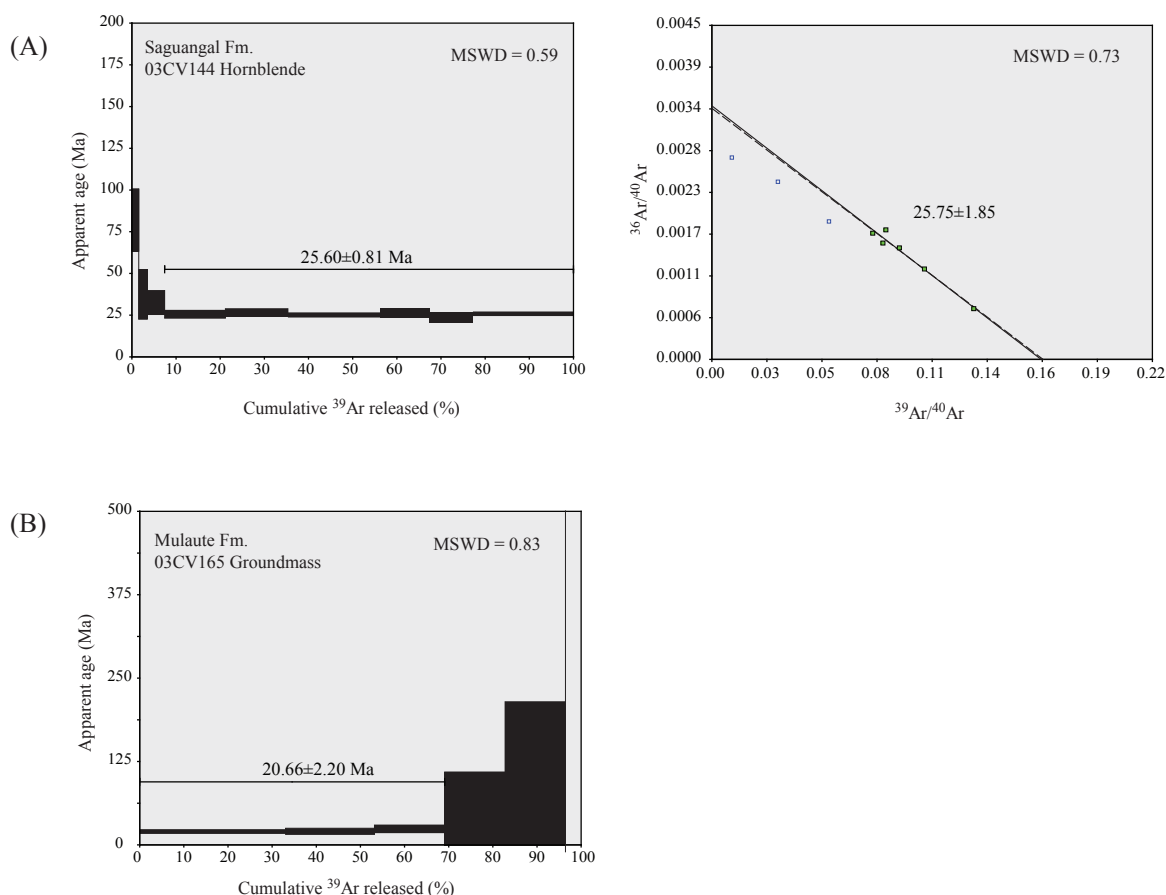 (A)
Saguangal Fm.
03CV144 Hornblende
MSWD = 0.59
25.60±0.81 Ma
Apparent age (Ma)
200
175
150
125
100
75
50
25
0
0 10 20 30 40 50 60 70 80 90 100
Cumulative ³⁹Ar released (%)
MSWD = 0.73
25.75±1.85
³⁶Ar/⁴⁰Ar
0.0045
0.0039
0.0034
0.0028
0.0023
0.0017
0.0011
0.0006
0.0000
0.00 0.03 0.05 0.08 0.11 0.14 0.16 0.19 0.22
³⁹Ar/⁴⁰Ar
(B)
Mulaute Fm.
03CV165 Groundmass
MSWD = 0.83
20.66±2.20 Ma
Apparent age (Ma)
500
375
250
125
0
0 10 20 30 40 50 60 70 80 90 100
Cumulative ³⁹Ar released (%)